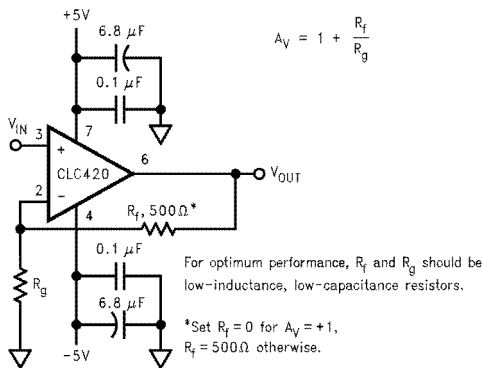 +5V
6.8 μF
0.1 μF
A_V = 1 + R_f / R_g
V_IN
3
7
+
CLC420
6
V_OUT
2
−
4
R_f, 500Ω*
R_g
0.1 μF
6.8 μF
-5V
For optimum performance, R_f and R_g should be
low-inductance, low-capacitance resistors.
*Set R_f = 0 for A_V = +1,
R_f = 500Ω otherwise.